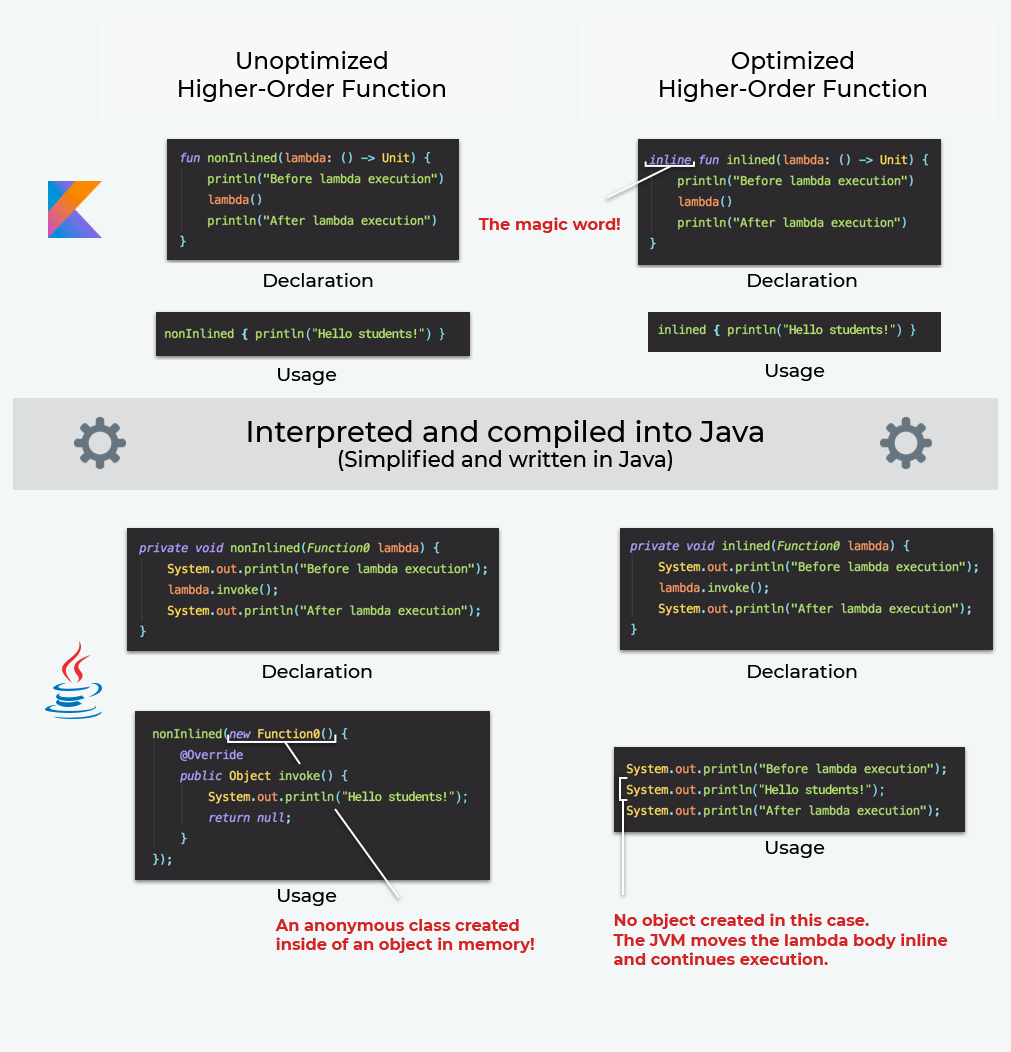 Unoptimized
Higher-Order Function
Optimized
Higher-Order Function
fun nonInlined(lambda: () -> Unit) {
println("Before lambda execution")
lambda()
println("After lambda execution")
}
Declaration
inline fun inlined(lambda: () -> Unit) {
println("Before lambda execution")
lambda()
println("After lambda execution")
}
The magic word!
Declaration
nonInlined { println("Hello students!") }
Usage
inlined { println("Hello students!") }
Usage
Interpreted and compiled into Java
(Simplified and written in Java)
private void nonInlined(Function0 lambda) {
System.out.println("Before lambda execution");
lambda.invoke();
System.out.println("After lambda execution");
}
Declaration
private void inlined(Function0 lambda) {
System.out.println("Before lambda execution");
lambda.invoke();
System.out.println("After lambda execution");
}
Declaration
nonInlined(new Function0() {
@Override
public Object invoke() {
System.out.println("Hello students!");
return null;
}
});
Usage
An anonymous class created
inside of an object in memory!
System.out.println("Before lambda execution");
System.out.println("Hello students!");
System.out.println("After lambda execution");
Usage
No object created in this case.
The JVM moves the lambda body inline
and continues execution.